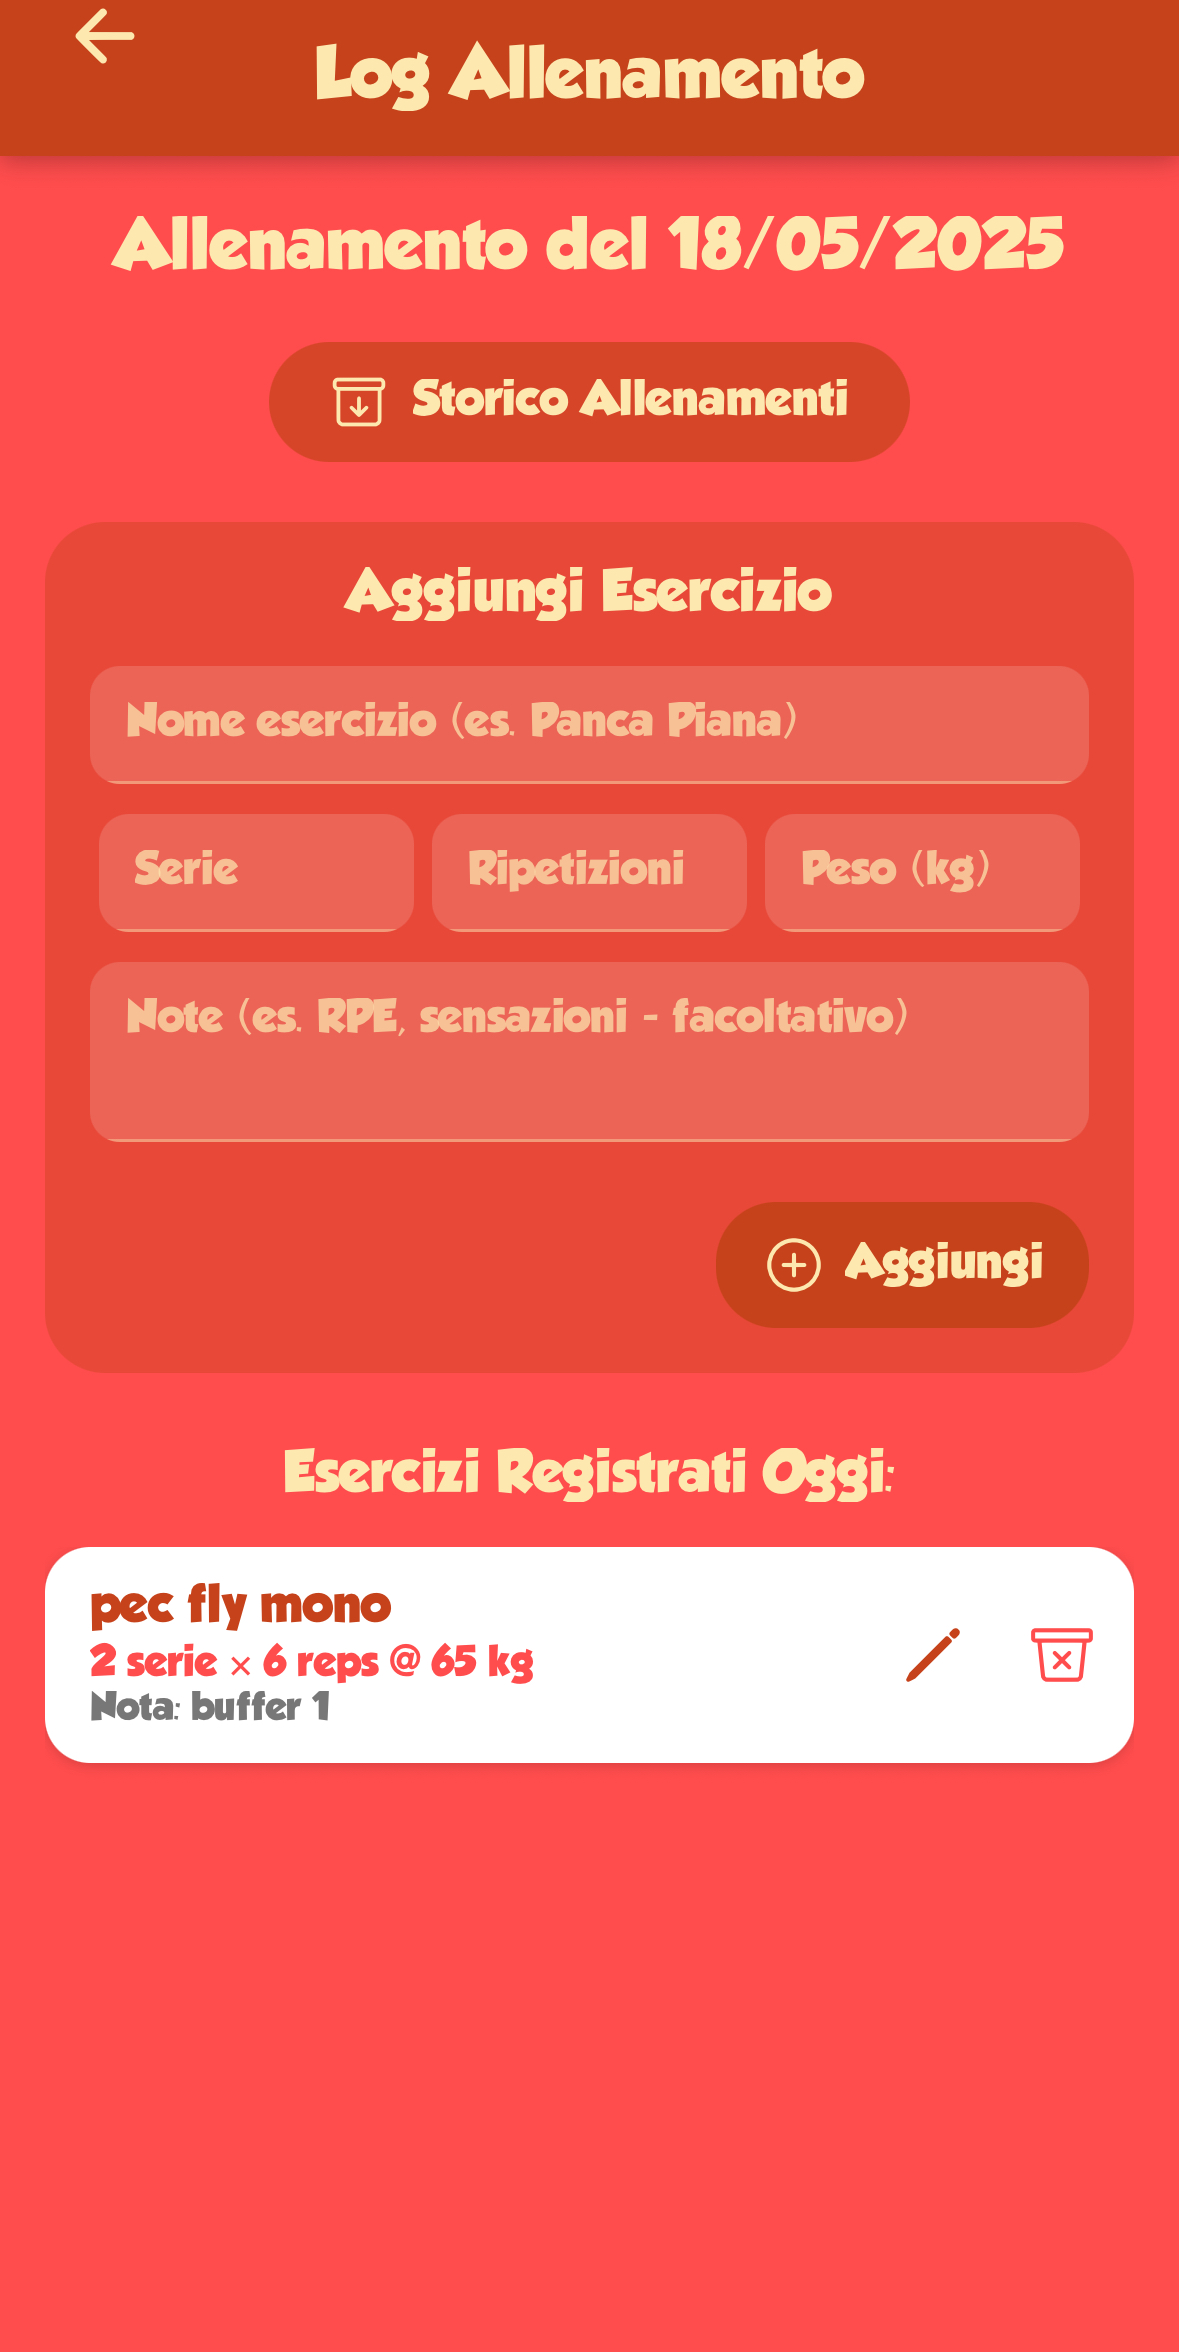 Log Allenamento
Allenamento del 18/05/2025
Storico Allenamenti
Aggiungi Esercizio
Nome esercizio (es. Panca Piana)
Serie Ripetizioni Peso (kg)
Note (es. RPE, sensazioni - facoltativo)
Aggiungi
Esercizi Registrati Oggi:
pec fly mono
2 serie × 6 reps @ 65 kg
Nota: buffer 1